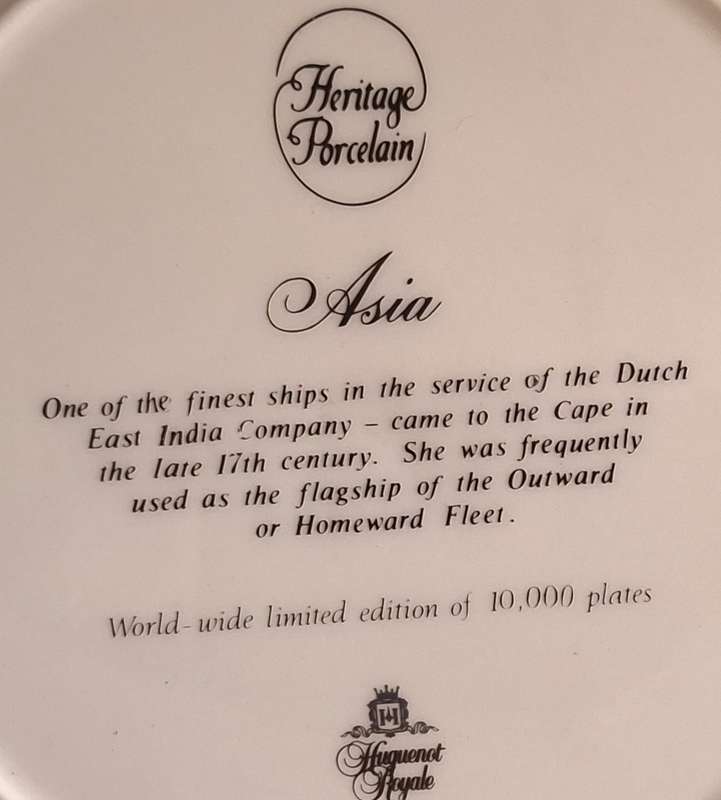 Heritage
Porcelain
Asia
One of the finest ships in the service of the Dutch
East India Company – came to the Cape in
the late 17th century. She was frequently
used as the flagship of the Outward
or Homeward Fleet.
World-wide limited edition of 10,000 plates
H
Huguenot
Royale